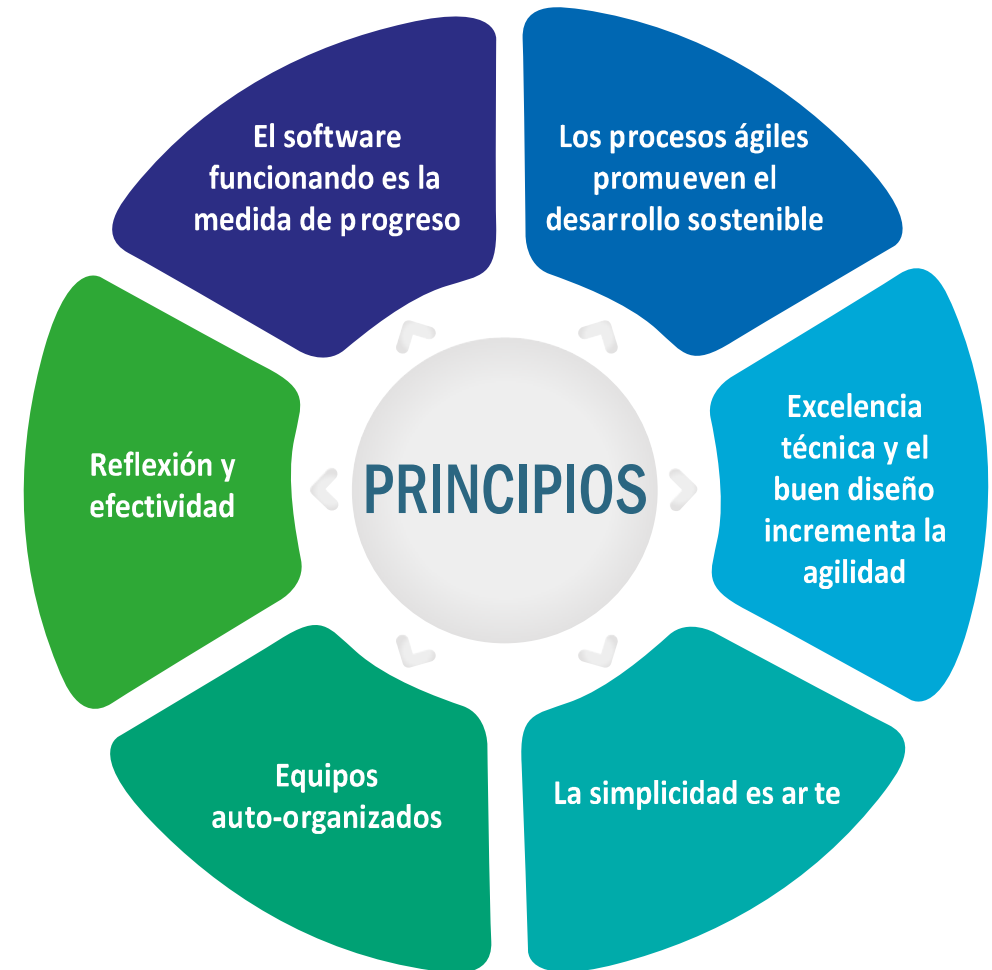 El software
funcionando es la
medida de progreso
Los procesos ágiles
promueven el
desarrollo sostenible
Excelencia
técnica y el
buen diseño
incrementa la
agilidad
La simplicidad es arte
Equipos
auto-organizados
Reflexión y
efectividad
PRINCIPIOS